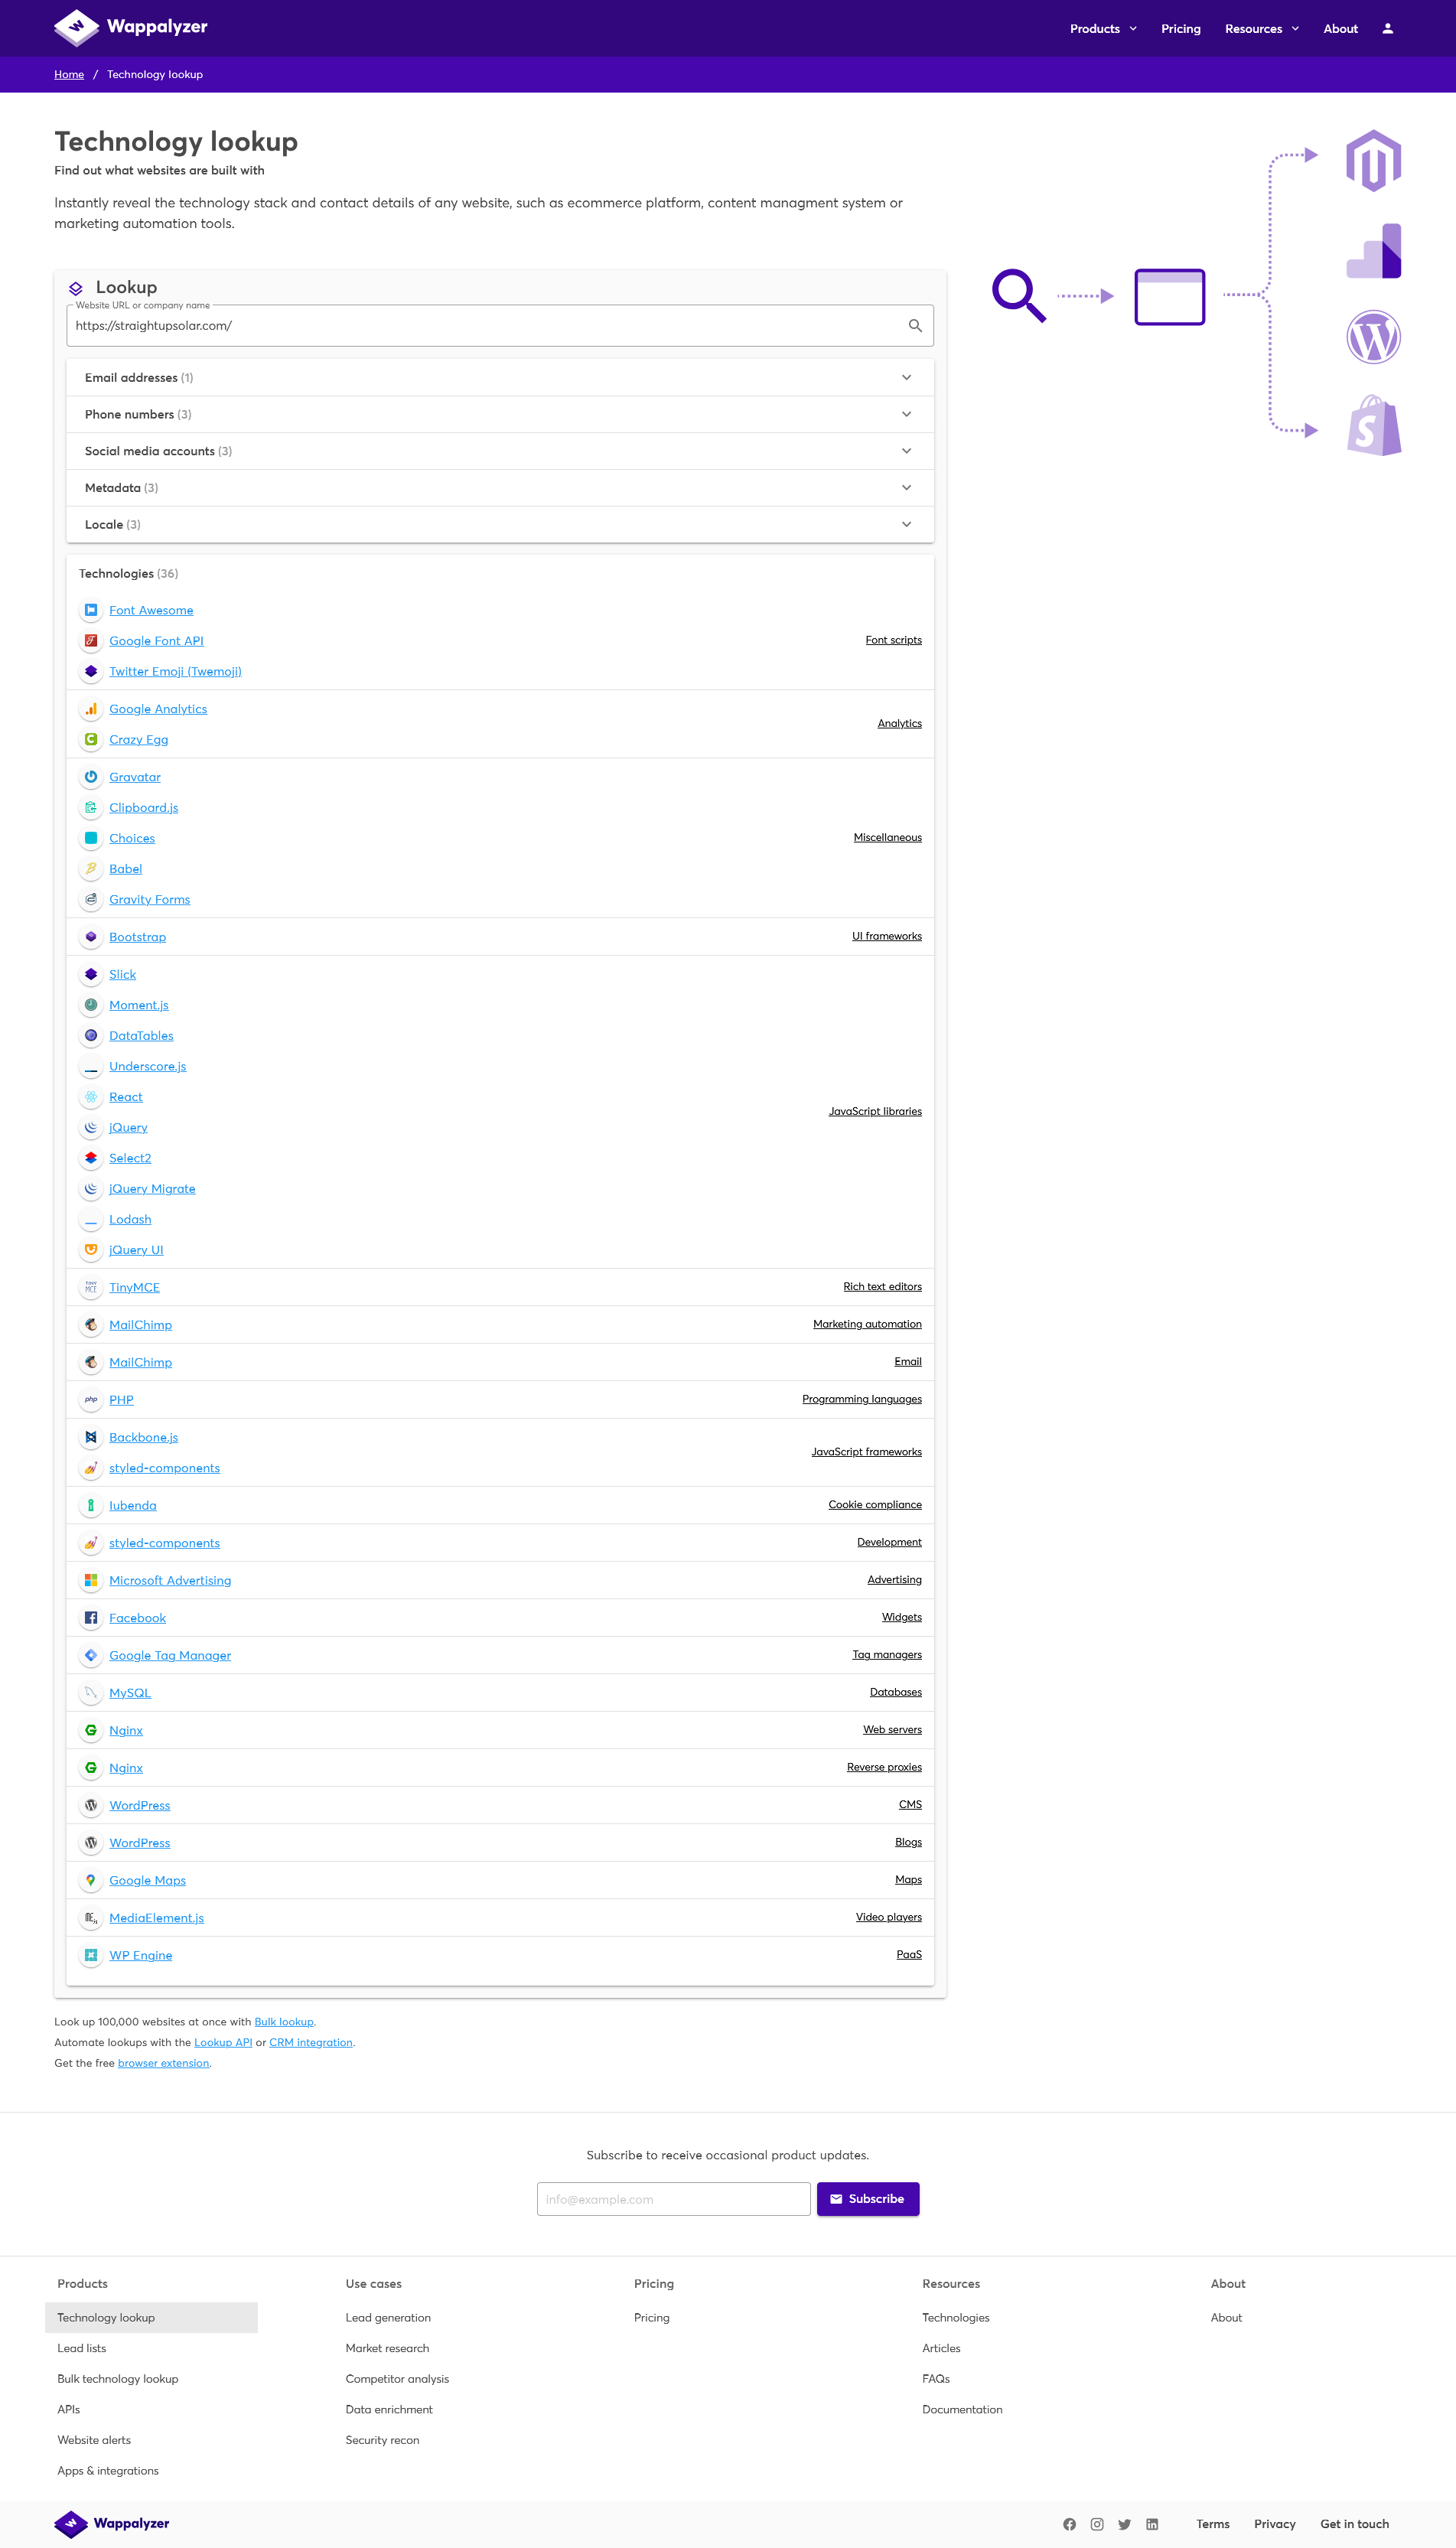 Wappalyzer
Products Pricing Resources About
Home / Technology lookup
Technology lookup
Find out what websites are built with
Instantly reveal the technology stack and contact details of any website, such as ecommerce platform, content managment system or
marketing automation tools.
Lookup
Website URL or company name
https://straightupsolar.com/
Email addresses (1)
Phone numbers (3)
Social media accounts (3)
Metadata (3)
Locale (3)
Technologies (36)
Font Awesome
Google Font API
Font scripts
Twitter Emoji (Twemoji)
Google Analytics
Analytics
Crazy Egg
Gravatar
Clipboard.js
Choices
Miscellaneous
Babel
Gravity Forms
Bootstrap
UI frameworks
Slick
Moment.js
DataTables
Underscore.js
React
JavaScript libraries
jQuery
Select2
jQuery Migrate
Lodash
jQuery UI
TinyMCE
Rich text editors
MailChimp
Marketing automation
MailChimp
Email
PHP
Programming languages
Backbone.js
JavaScript frameworks
styled-components
Iubenda
Cookie compliance
styled-components
Development
Microsoft Advertising
Advertising
Facebook
Widgets
Google Tag Manager
Tag managers
MySQL
Databases
Nginx
Web servers
Nginx
Reverse proxies
WordPress
CMS
WordPress
Blogs
Google Maps
Maps
MediaElement.js
Video players
WP Engine
PaaS
Look up 100,000 websites at once with Bulk lookup.
Automate lookups with the Lookup API or CRM integration.
Get the free browser extension.
Subscribe to receive occasional product updates.
info@example.com
Subscribe
Products
Technology lookup
Lead lists
Bulk technology lookup
APIs
Website alerts
Apps & integrations
Use cases
Lead generation
Market research
Competitor analysis
Data enrichment
Security recon
Pricing
Pricing
Resources
Technologies
Articles
FAQs
Documentation
About
About
Wappalyzer
Terms Privacy Get in touch